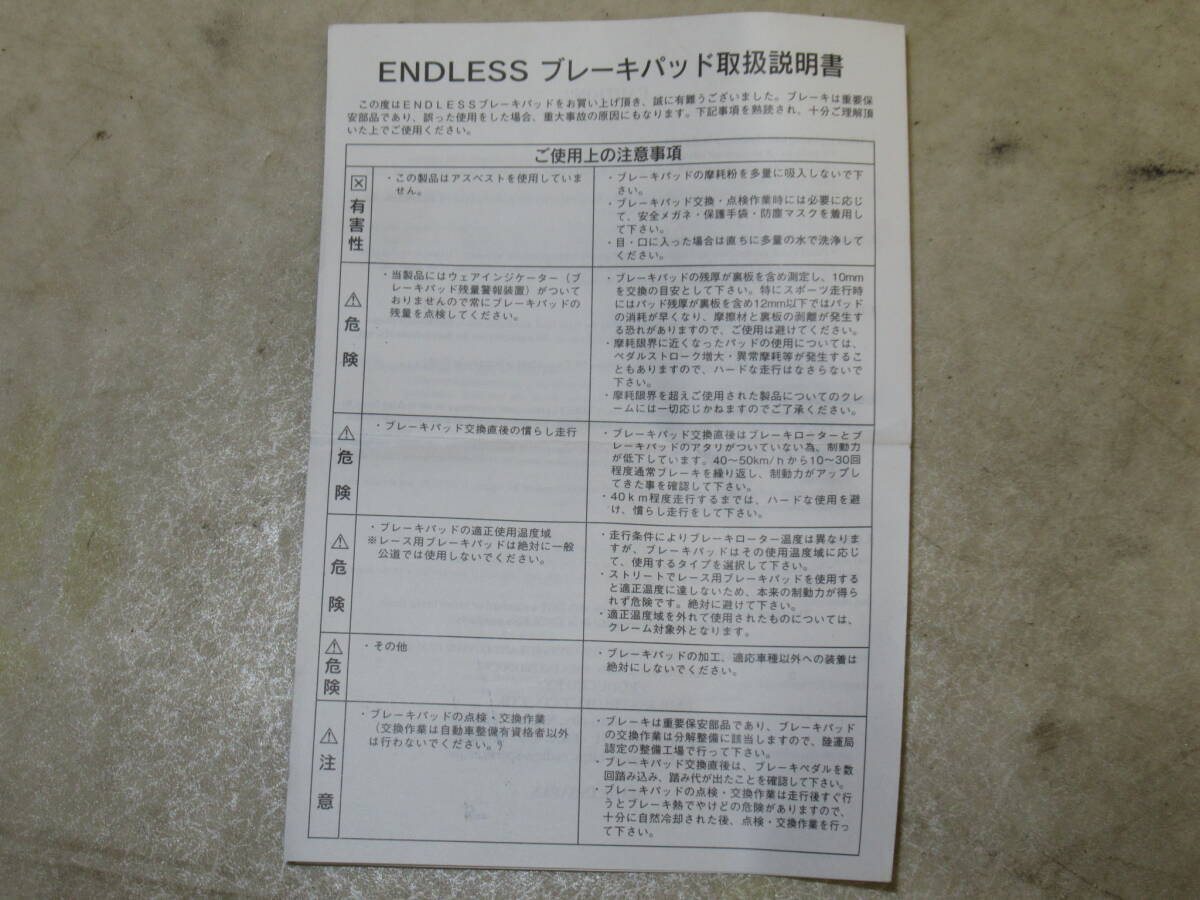 ENDLESS ブレーキパッド取扱説明書
この度はENDLESSブレーキパッドをお買い上げ頂き、誠に有難うございました。ブレーキは重要保
安部品であり、誤った使用をした場合、重大事故の原因にもなります。下記事項を熟読され、十分ご理解頂
いた上でご使用ください。
ご使用上の注意事項
有害性
・この製品はアスベストを使用していま
せん。
・ブレーキパッドの摩耗粉を多量に吸入しないで下
さい。
・ブレーキパッド交換・点検作業時には必要に応じ
て、安全メガネ・保護手袋・防塵マスクを着用し
て下さい。
・目・口に入った場合は直ちに多量の水で洗浄して
ください。
⚠危険
・当製品にはウェアインジケーター（ブ
レーキパッド残量警報装置）がついて
おりませんので常にブレーキパッドの
残量を点検してください。
・ブレーキパッドの残厚が裏板を含め測定し、10mm
を交換の目安として下さい。特にスポーツ走行時
にはパッド残厚が裏板を含め12mm以下ではパッド
の消耗が早くなり、摩擦材と裏板の剥離が発生す
る恐れがありますので、ご使用は避けてください。
・摩耗限界に近くなったパッドの使用については、
ペダルストローク増大・異常摩耗等が発生するこ
ともありますので、ハードな走行はなさらないで
下さい。
・摩耗限界を超えご使用された製品についてのクレ
ームには一切応じかねますのでご了承ください。
⚠危険
・ブレーキパッド交換直後の慣らし走行
・ブレーキパッド交換直後はブレーキローターとブ
レーキパッドのアタリがついていない為、制動力
が低下しています。40～50km/hから10～30回
程度通常ブレーキを繰り返し、制動力がアップし
てきた事を確認して下さい。
・40km程度走行するまでは、ハードな使用を避
け、慣らし走行をして下さい。
⚠危険
・ブレーキパッドの適正使用温度域
※レース用ブレーキパッドは絶対に一般
公道では使用しないでください。
・走行条件によりブレーキローター温度は異なりま
すが、ブレーキパッドはその使用温度域に応じ
て、使用するタイプを選択して下さい。
・ストリートでレース用ブレーキパッドを使用する
と適正温度に達しないため、本来の制動力が得ら
れず危険です。絶対に避けて下さい。
・適正温度域を外れて使用されたものについては、
クレーム対象外となります。
⚠危険
・その他
・ブレーキパッドの加工、適応車種以外への装着は
絶対にしないでください。
⚠注意
・ブレーキパッドの点検・交換作業
（交換作業は自動車整備有資格者以外
は行わないでください。）
・ブレーキは重要保安部品であり、ブレーキパッド
の交換作業は分解整備に該当しますので、陸運局
認定の整備工場で行って下さい。
・ブレーキパッド交換直後は、ブレーキペダルを数
回踏み込み、踏み代が出たことを確認して下さい。
・ブレーキパッドの点検・交換作業は走行後すぐ行
うとブレーキ熱でやけどの危険がありますので、
十分に自然冷却された後、点検・交換作業を行っ
て下さい。